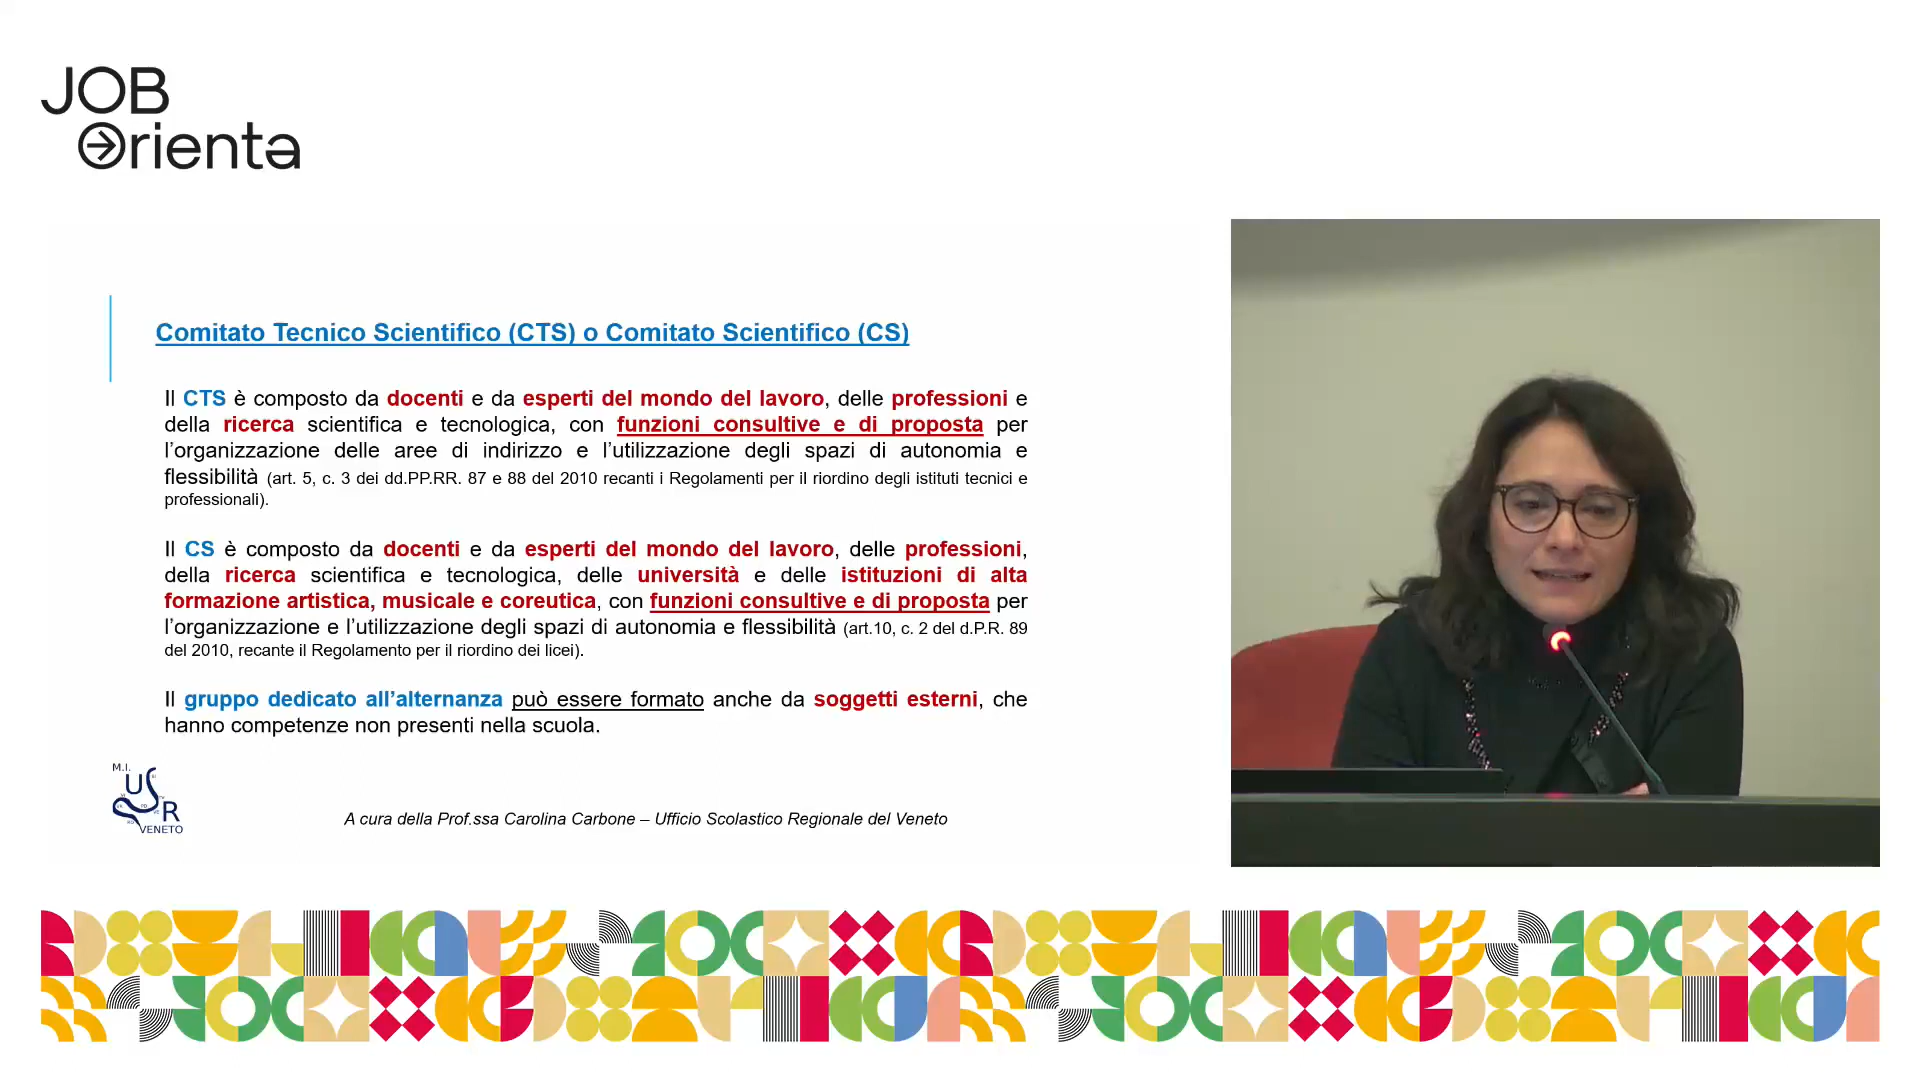 JOB
Orienta
Comitato Tecnico Scientifico (CTS) o Comitato Scientifico (CS)
Il CTS è composto da docenti e da esperti del mondo del lavoro, delle professioni e
della ricerca scientifica e tecnologica, con funzioni consultive e di proposta per
l’organizzazione delle aree di indirizzo e l’utilizzazione degli spazi di autonomia e
flessibilità (art. 5, c. 3 dei dd.PP.RR. 87 e 88 del 2010 recanti i Regolamenti per il riordino degli istituti tecnici e
professionali).
Il CS è composto da docenti e da esperti del mondo del lavoro, delle professioni,
della ricerca scientifica e tecnologica, delle università e delle istituzioni di alta
formazione artistica, musicale e coreutica, con funzioni consultive e di proposta per
l’organizzazione e l’utilizzazione degli spazi di autonomia e flessibilità (art.10, c. 2 del d.P.R. 89
del 2010, recante il Regolamento per il riordino dei licei).
Il gruppo dedicato all’alternanza può essere formato anche da soggetti esterni, che
hanno competenze non presenti nella scuola.
M.I.
USR
VENETO
A cura della Prof.ssa Carolina Carbone – Ufficio Scolastico Regionale del Veneto